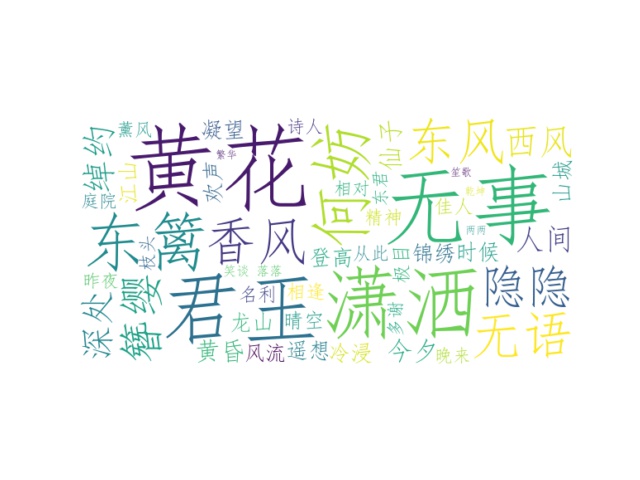 薰风
凝望
诗人
绰约
黄花
何妨
仙子
东风
西风
江山
欢声
繁华
笙歌
山城
庭院
相对
东君
佳人
精神
无事
两两
东篱
香风
枝头
登高
从此
极目
锦绣
时候
人间
昨夜
笑谈
落落
深处
簪缨
君王
名利
相逢
潇洒
多谢
隐隐
龙山
晴空
无语
黄昏
风流
遥想
冷浸
今夕
晚来